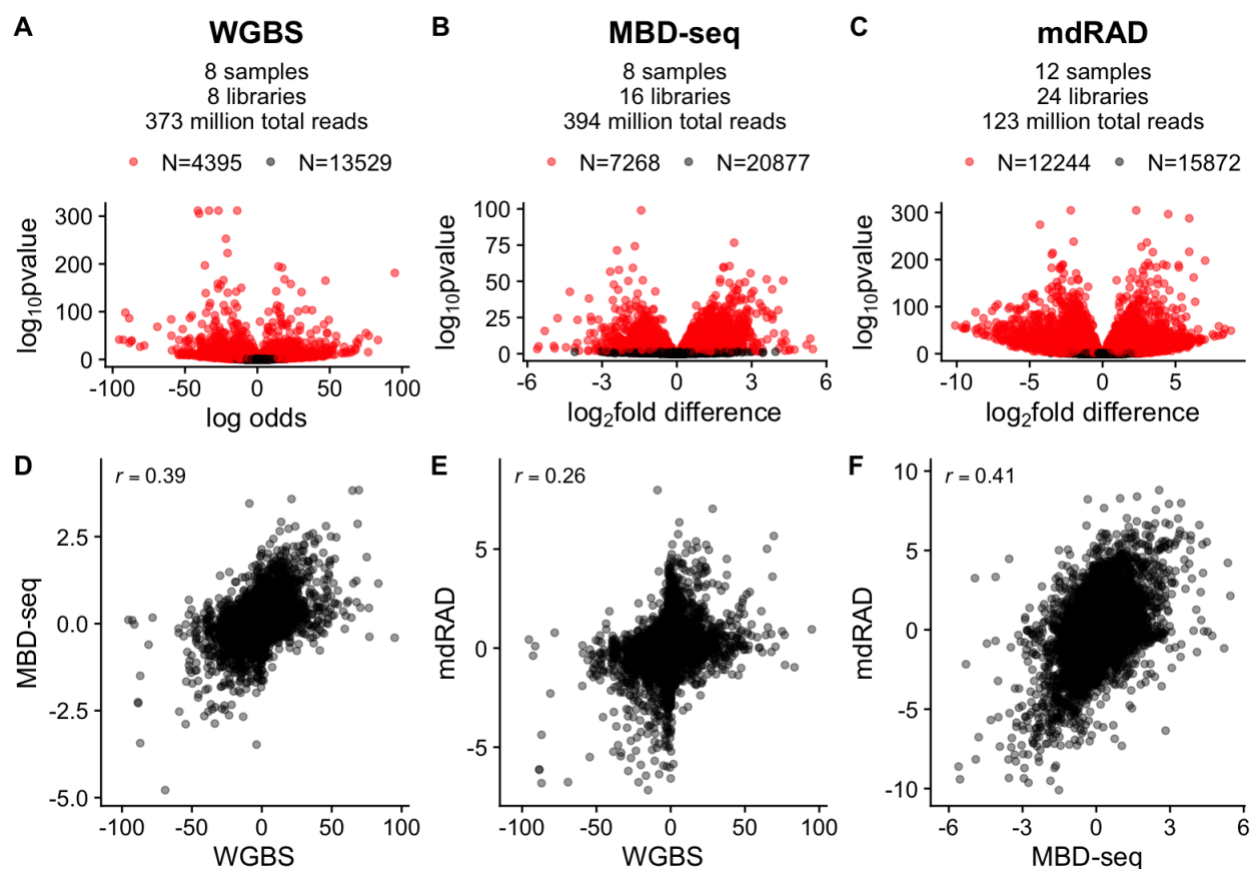 A WGBS
8 samples
8 libraries
373 million total reads
N=4395 N=13529
300
200
100
0
log10pvalue
-100 -50 0 50 100
log odds
B MBD-seq
8 samples
16 libraries
394 million total reads
N=7268 N=20877
100
75
50
25
0
log10pvalue
-6 -3 0 3 6
log2fold difference
C mdRAD
12 samples
24 libraries
123 million total reads
N=12244 N=15872
300
200
100
0
log10pvalue
-10 -5 0 5
log2fold difference
D
r = 0.39
2.5
0.0
-2.5
-5.0
MBD-seq
-100 -50 0 50 100
WGBS
E
r = 0.26
5
0
-5
mdRAD
-100 -50 0 50 100
WGBS
F
r = 0.41
10
5
0
-5
-10
mdRAD
-6 -3 0 3 6
MBD-seq